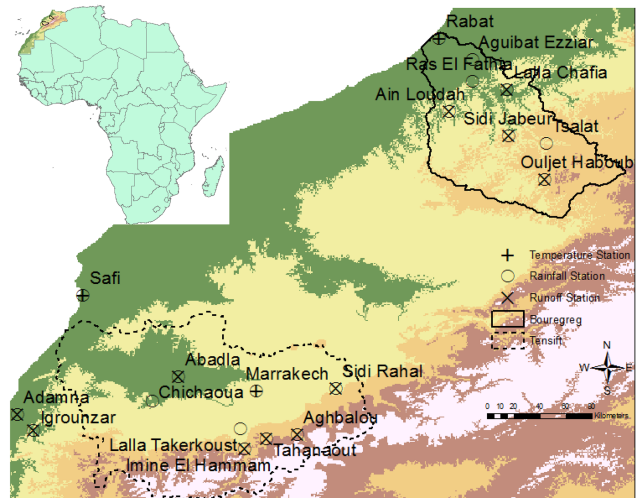 Rabat
Aguibat Ezziar
Ras El Fathia
Lalla Chafia
Ain Loudah
Sidi Jabeur
Tsalat
Ouljet Haboub
Temperature Station
Safi
Rainfall Station
Runoff Station
Bouregreg
Tensift
N
W E
S
Abadla
Marrakech
Sidi Rahal
Chichaoua
Adamna
Igrounzar
Aghbalou
Lalla Takerkoust
Tahanaout
Imine El Hammam
0 10 20 40 60 80
Kilometers